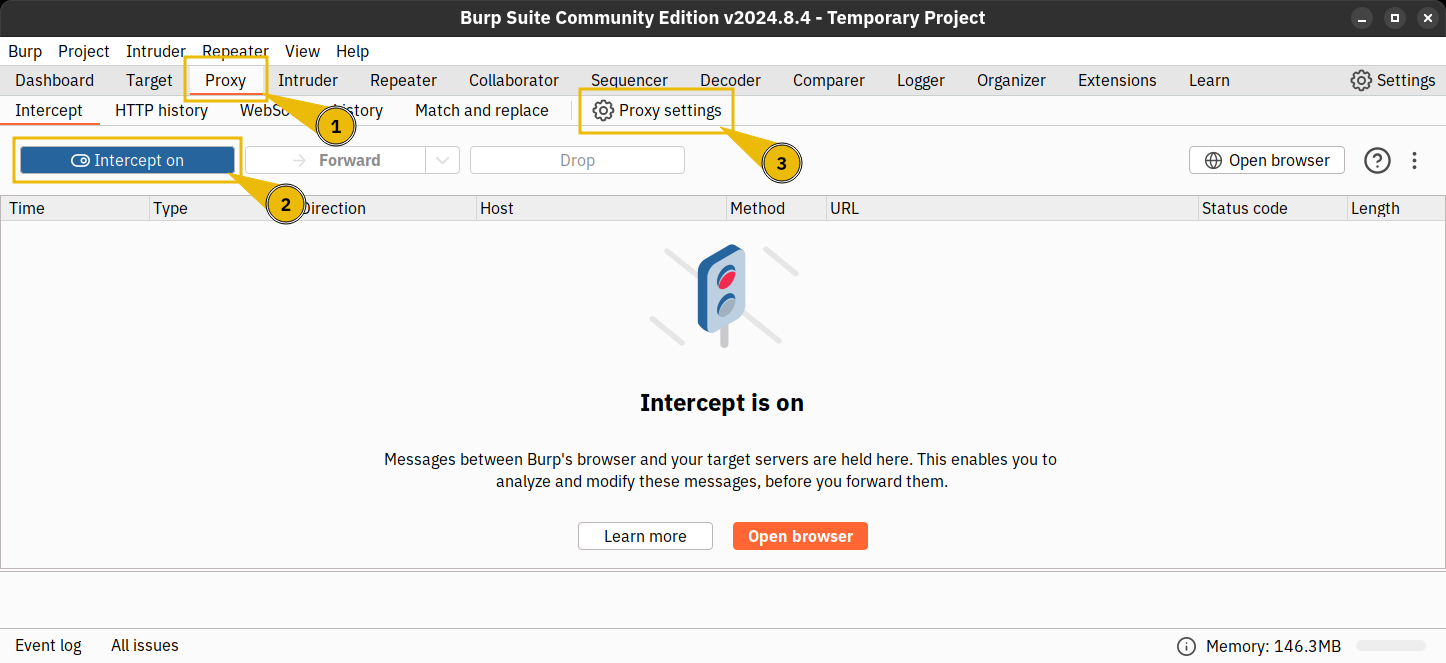 Burp Suite Community Edition v2024.8.4 - Temporary Project
Burp Project Intruder Repeater View Help
Dashboard Target Proxy Intruder Repeater Collaborator Sequencer Decoder Comparer Logger Organizer Extensions Learn Settings
Intercept HTTP history WebSo history Match and replace Proxy settings
1
Intercept on Forward Drop Open browser ?
3
2
Time Type Direction Host Method URL Status code Length
Intercept is on
Messages between Burp's browser and your target servers are held here. This enables you to
analyze and modify these messages, before you forward them.
Learn more Open browser
Event log All issues Memory: 146.3MB